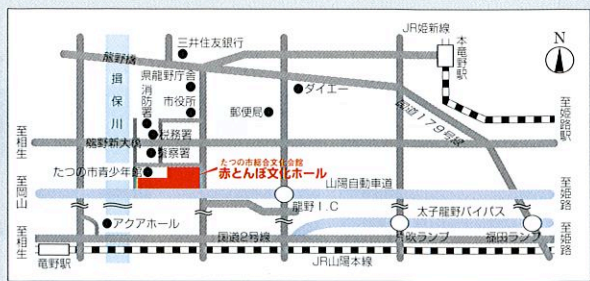 JR姫新線
三井住友銀行
本竜野駅
N
龍野橋
県龍野庁舎
消防署
市役所
ダイエー
揖保川
郵便局
国道179号線
至姫路駅
至相生
龍野新大橋
税務署
警察署
たつの市青少年館
たつの市総合文化会館
赤とんぼ文化ホール
山陽自動車道
至岡山
至姫路
龍野I.C
太子龍野バイパス
アクアホール
至相生
国道2号線
片吹ランプ
福田ランプ
至姫路
竜野駅
JR山陽本線